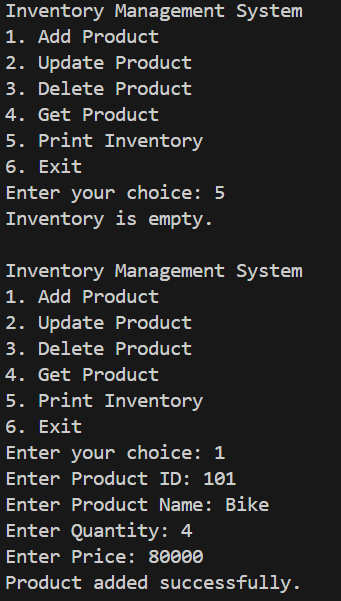 Inventory Management System
1. Add Product
2. Update Product
3. Delete Product
4. Get Product
5. Print Inventory
6. Exit
Enter your choice: 5
Inventory is empty.
Inventory Management System
1. Add Product
2. Update Product
3. Delete Product
4. Get Product
5. Print Inventory
6. Exit
Enter your choice: 1
Enter Product ID: 101
Enter Product Name: Bike
Enter Quantity: 4
Enter Price: 80000
Product added successfully.